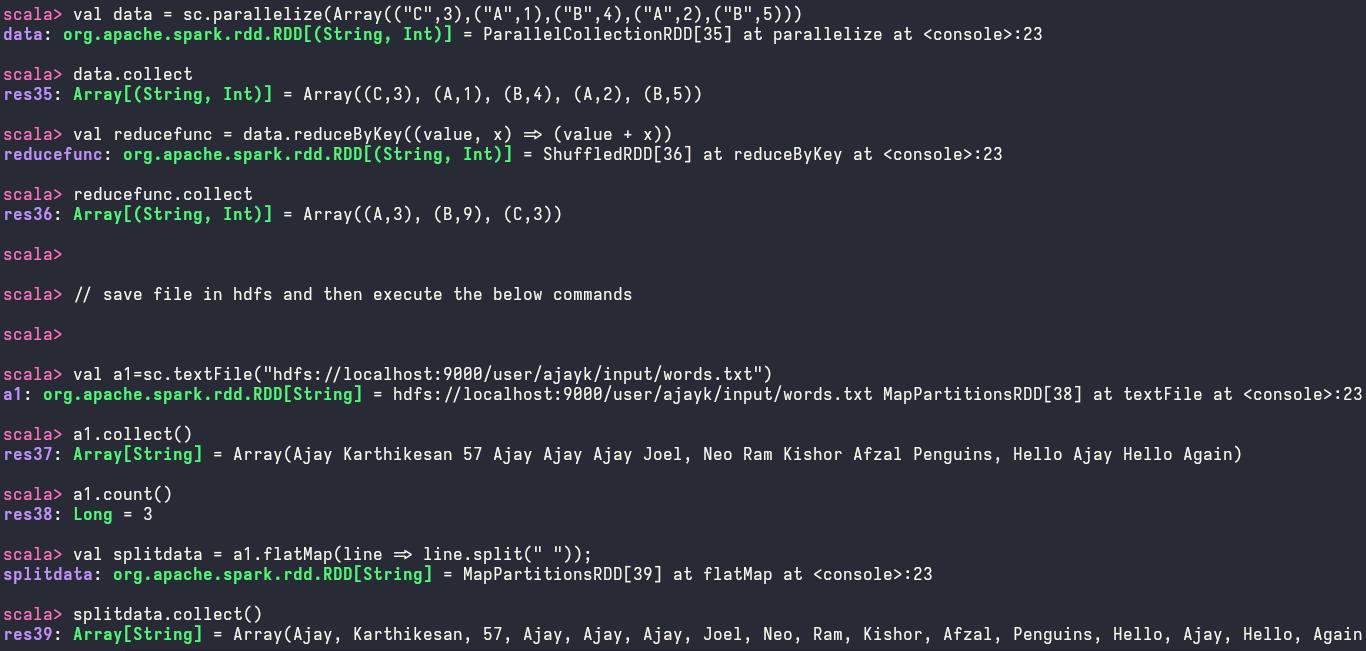 scala> val data = sc.parallelize(Array(("C",3),("A",1),("B",4),("A",2),("B",5)))
data: org.apache.spark.rdd.RDD[(String, Int)] = ParallelCollectionRDD[35] at parallelize at <console>:23
scala> data.collect
res35: Array[(String, Int)] = Array((C,3), (A,1), (B,4), (A,2), (B,5))
scala> val reducefunc = data.reduceByKey((value, x) => (value + x))
reducefunc: org.apache.spark.rdd.RDD[(String, Int)] = ShuffledRDD[36] at reduceByKey at <console>:23
scala> reducefunc.collect
res36: Array[(String, Int)] = Array((A,3), (B,9), (C,3))
scala>
scala> // save file in hdfs and then execute the below commands
scala>
scala> val a1=sc.textFile("hdfs://localhost:9000/user/ajayk/input/words.txt")
a1: org.apache.spark.rdd.RDD[String] = hdfs://localhost:9000/user/ajayk/input/words.txt MapPartitionsRDD[38] at textFile at <console>:23
scala> a1.collect()
res37: Array[String] = Array(Ajay Karthikesan 57 Ajay Ajay Ajay Joel, Neo Ram Kishor Afzal Penguins, Hello Ajay Hello Again)
scala> a1.count()
res38: Long = 3
scala> val splitdata = a1.flatMap(line => line.split(" "));
splitdata: org.apache.spark.rdd.RDD[String] = MapPartitionsRDD[39] at flatMap at <console>:23
scala> splitdata.collect()
res39: Array[String] = Array(Ajay, Karthikesan, 57, Ajay, Ajay, Ajay, Joel, Neo, Ram, Kishor, Afzal, Penguins, Hello, Ajay, Hello, Again